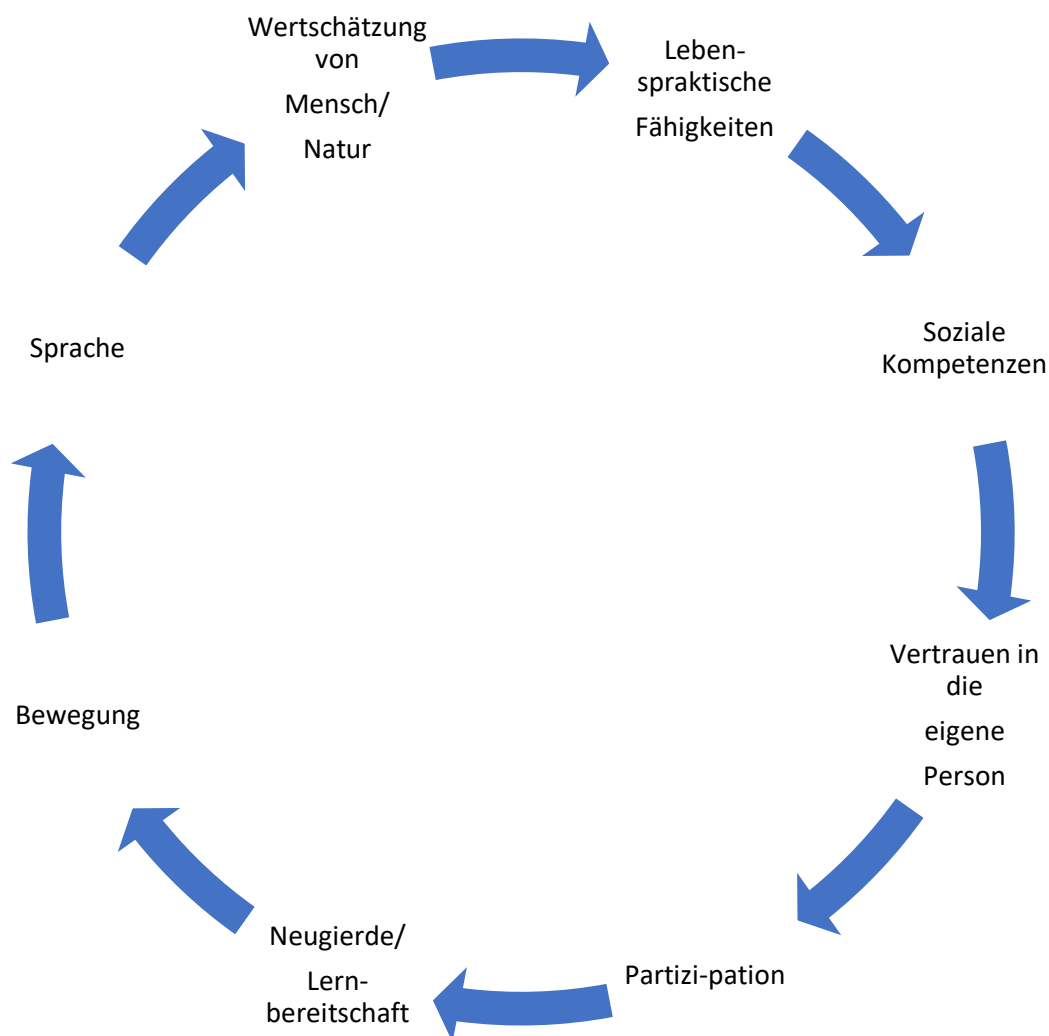 Wertschätzung
von
Mensch/
Natur
Leben-
spraktische
Fähigkeiten
Soziale
Kompetenzen
Vertrauen in
die
eigene
Person
Partizi-pation
Neugierde/
Lern-
bereitschaft
Bewegung
Sprache